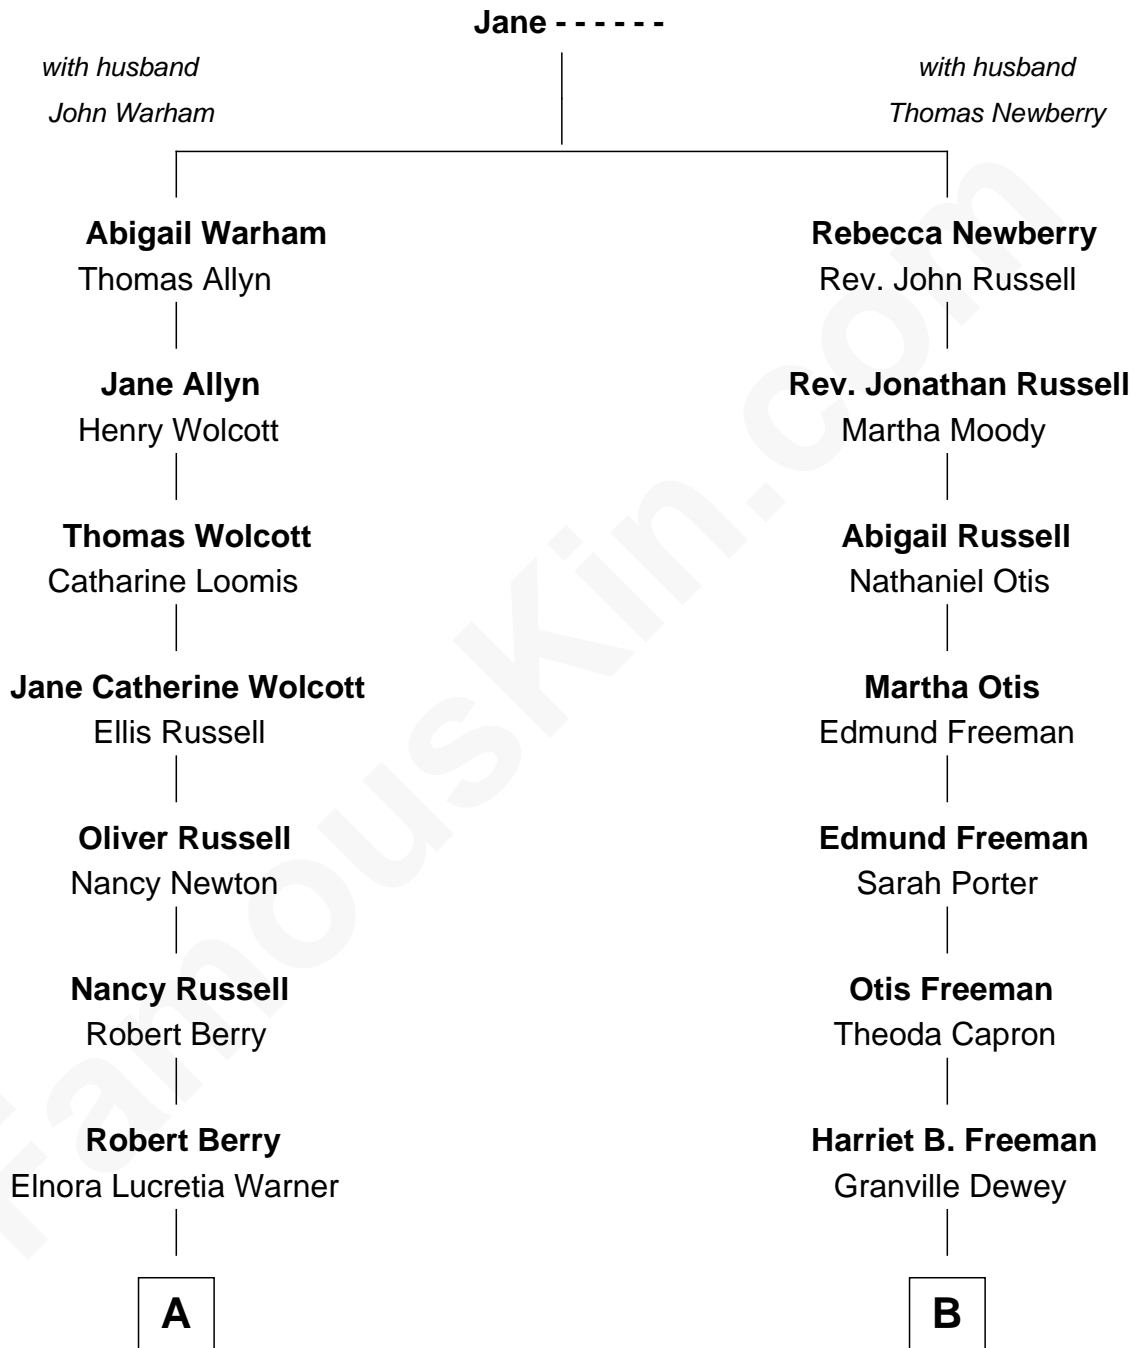 Jane - - - - - -
with husband
John Warham
with husband
Thomas Newberry
Abigail Warham
Thomas Allyn
Jane Allyn
Henry Wolcott
Thomas Wolcott
Catharine Loomis
Jane Catherine Wolcott
Ellis Russell
Oliver Russell
Nancy Newton
Nancy Russell
Robert Berry
Robert Berry
Elnora Lucretia Warner
A
Rebecca Newberry
Rev. John Russell
Rev. Jonathan Russell
Martha Moody
Abigail Russell
Nathaniel Otis
Martha Otis
Edmund Freeman
Edmund Freeman
Sarah Porter
Otis Freeman
Theoda Capron
Harriet B. Freeman
Granville Dewey
B
FamousKin.com